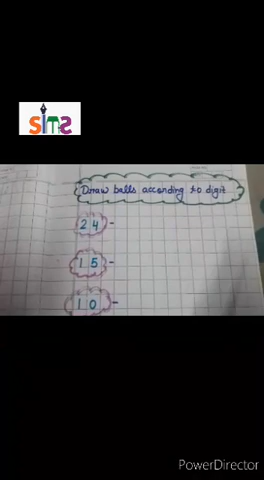 SIMS
Draw balls according to digit
24 -
15 -
10 -
PowerDirector